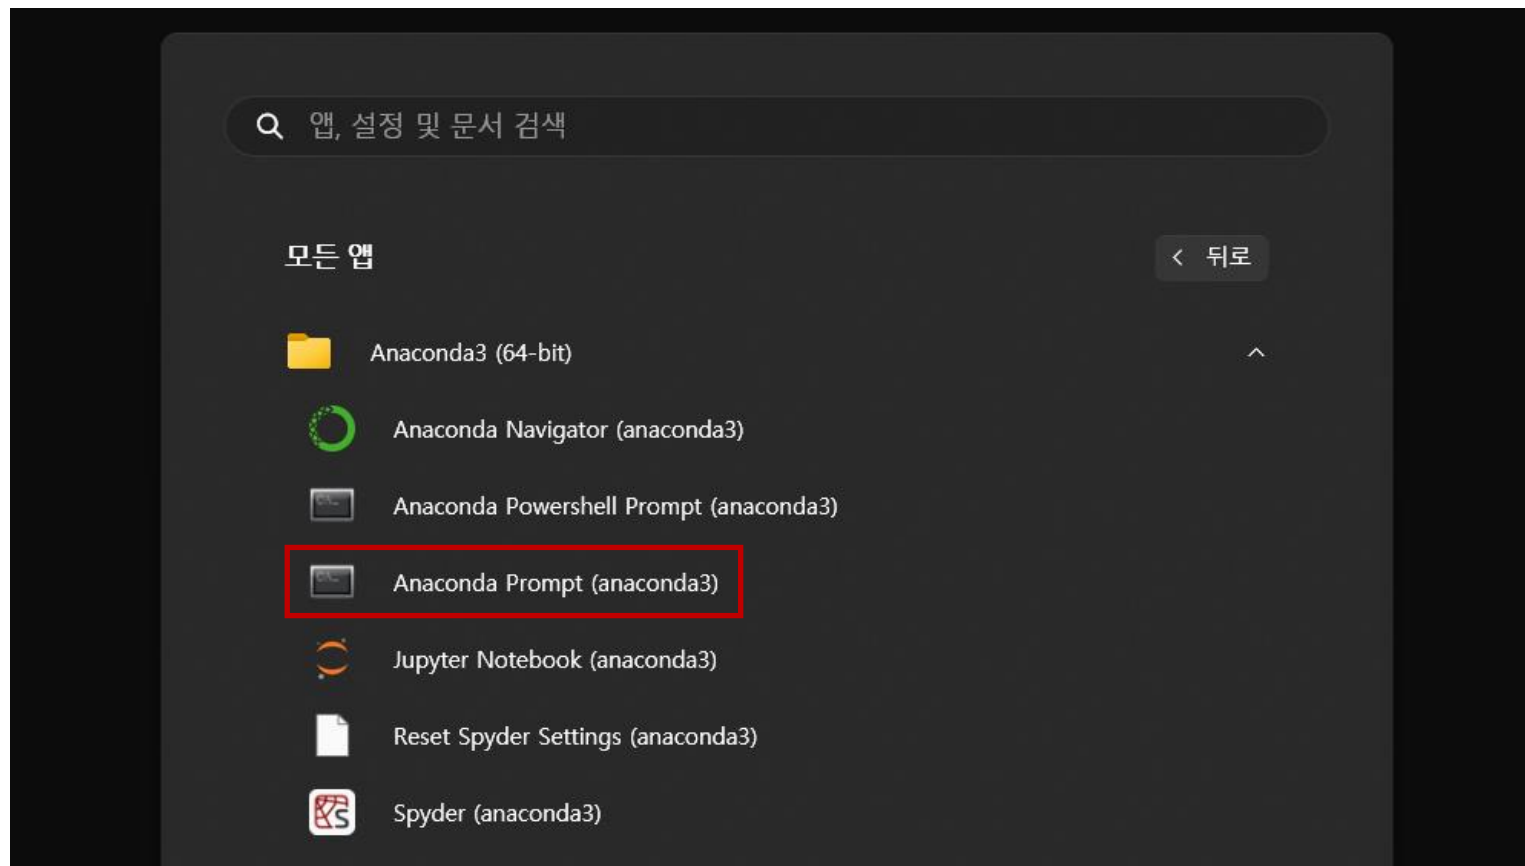 앱, 설정 및 문서 검색
모든 앱
뒤로
Anaconda3 (64-bit)
Anaconda Navigator (anaconda3)
Anaconda Powershell Prompt (anaconda3)
Anaconda Prompt (anaconda3)
Jupyter Notebook (anaconda3)
Reset Spyder Settings (anaconda3)
Spyder (anaconda3)